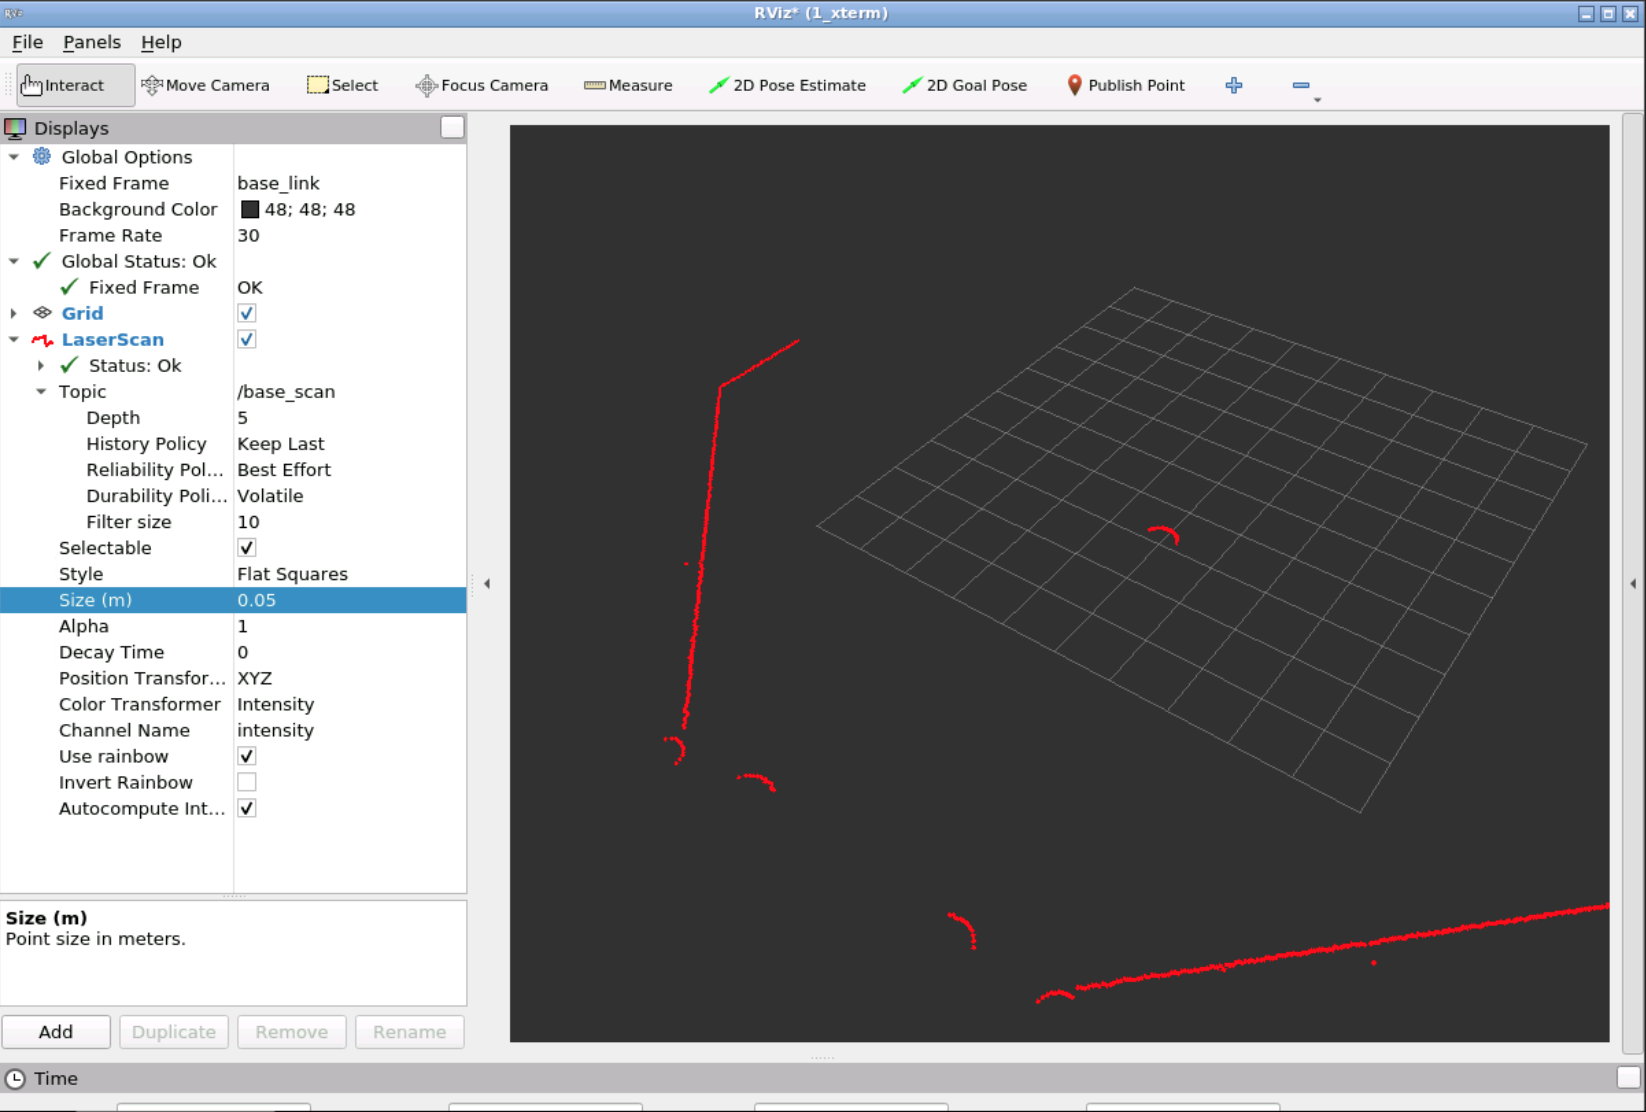 RViz RViz* (1_xterm)
File Panels Help
Interact Move Camera Select Focus Camera Measure 2D Pose Estimate 2D Goal Pose Publish Point
Displays
Global Options
Fixed Frame base_link
Background Color 48; 48; 48
Frame Rate 30
Global Status: Ok
Fixed Frame OK
Grid
LaserScan
Status: Ok
Topic /base_scan
Depth 5
History Policy Keep Last
Reliability Pol... Best Effort
Durability Poli... Volatile
Filter size 10
Selectable
Style Flat Squares
Size (m) 0.05
Alpha 1
Decay Time 0
Position Transfor... XYZ
Color Transformer Intensity
Channel Name intensity
Use rainbow
Invert Rainbow
Autocompute Int...
Size (m)
Point size in meters.
Add Duplicate Remove Rename
Time